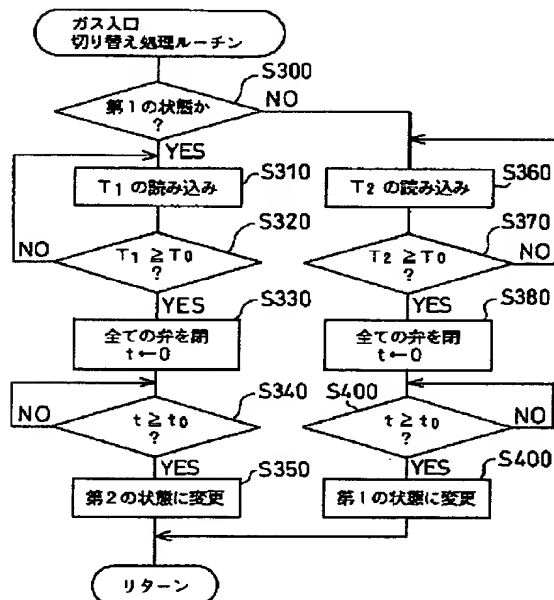 ガス入口
切り替え処理ルーチン
S300
第1の状態か
?
NO
YES
S310
T1の読み込み
S320
T1≧T0
?
NO
YES
S330
全ての弁を閉
t←0
S340
t≧t0
?
NO
YES
S350
第2の状態に変更
S360
T2の読み込み
S370
T2≧T0
?
NO
YES
S380
全ての弁を閉
t←0
S400
t≧t0
?
NO
YES
S400
第1の状態に変更
リターン